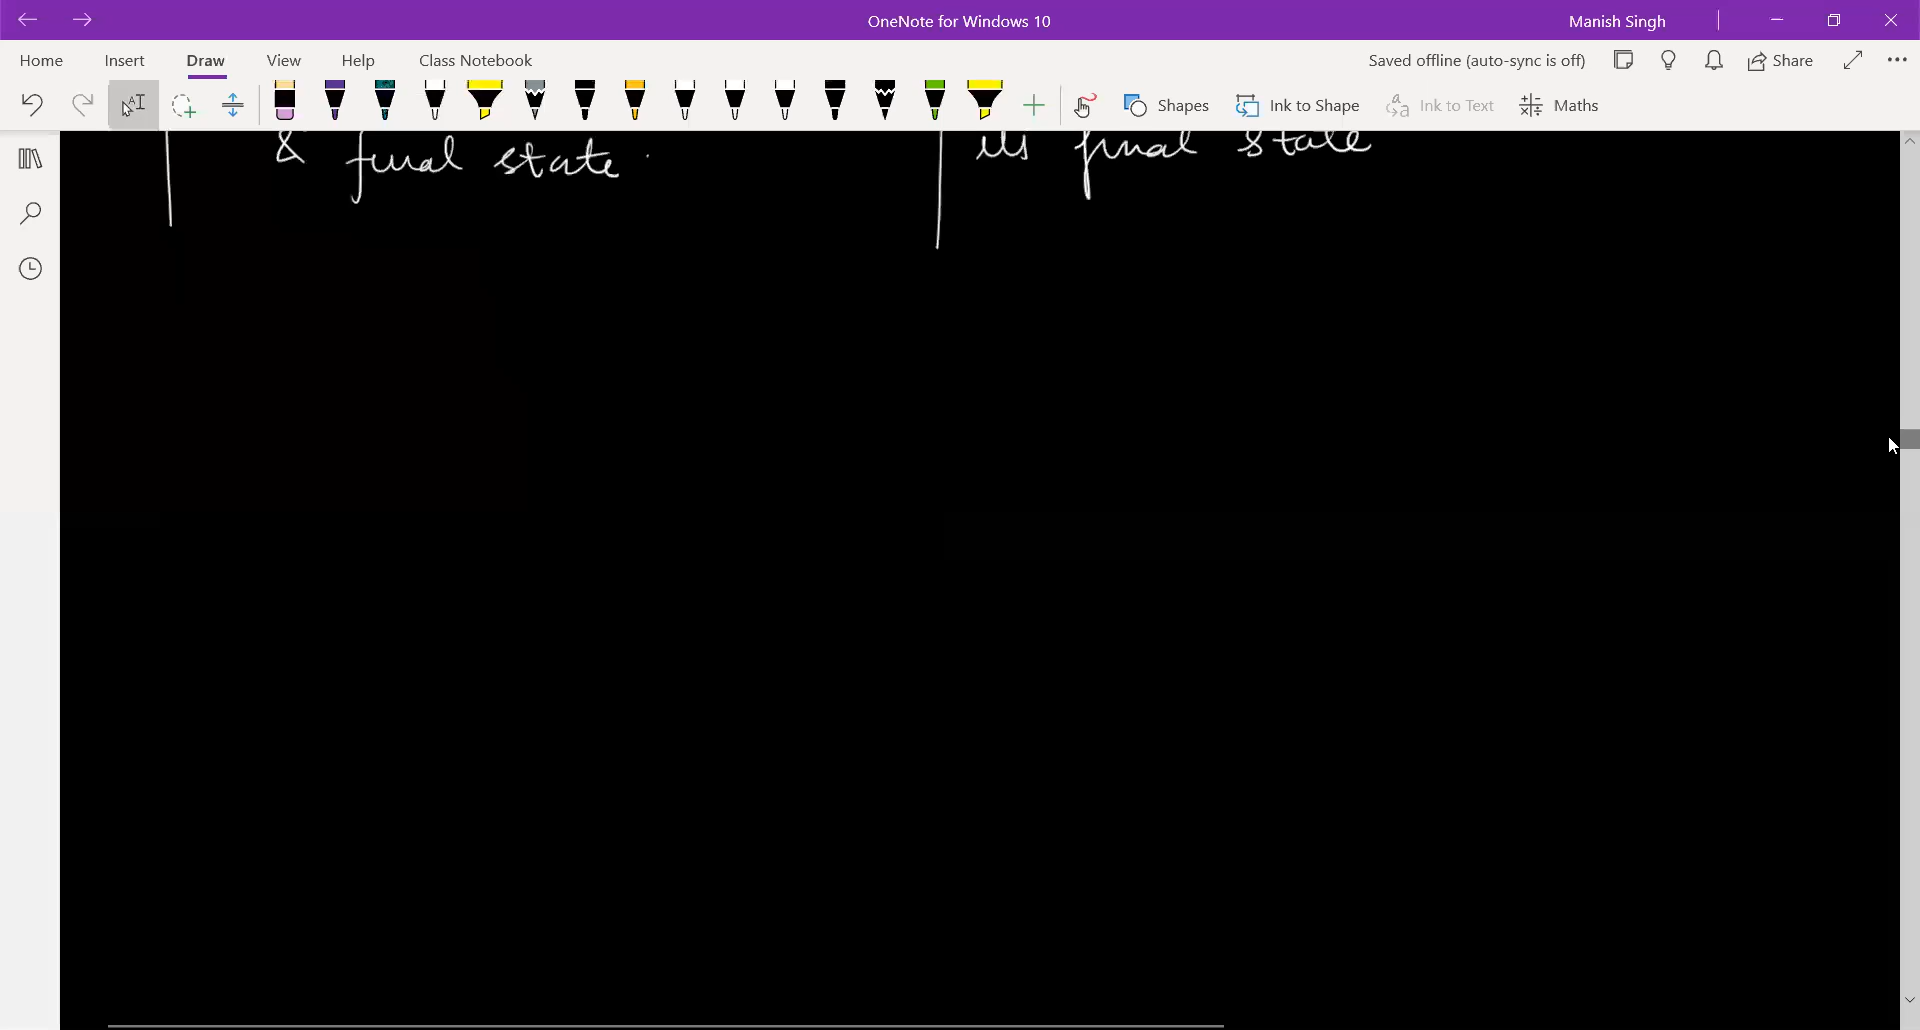 OneNote for Windows 10
Manish Singh
Home Insert Draw View Help Class Notebook
Saved offline (auto-sync is off) Share
Shapes Ink to Shape Ink to Text Maths
& final state . its final state